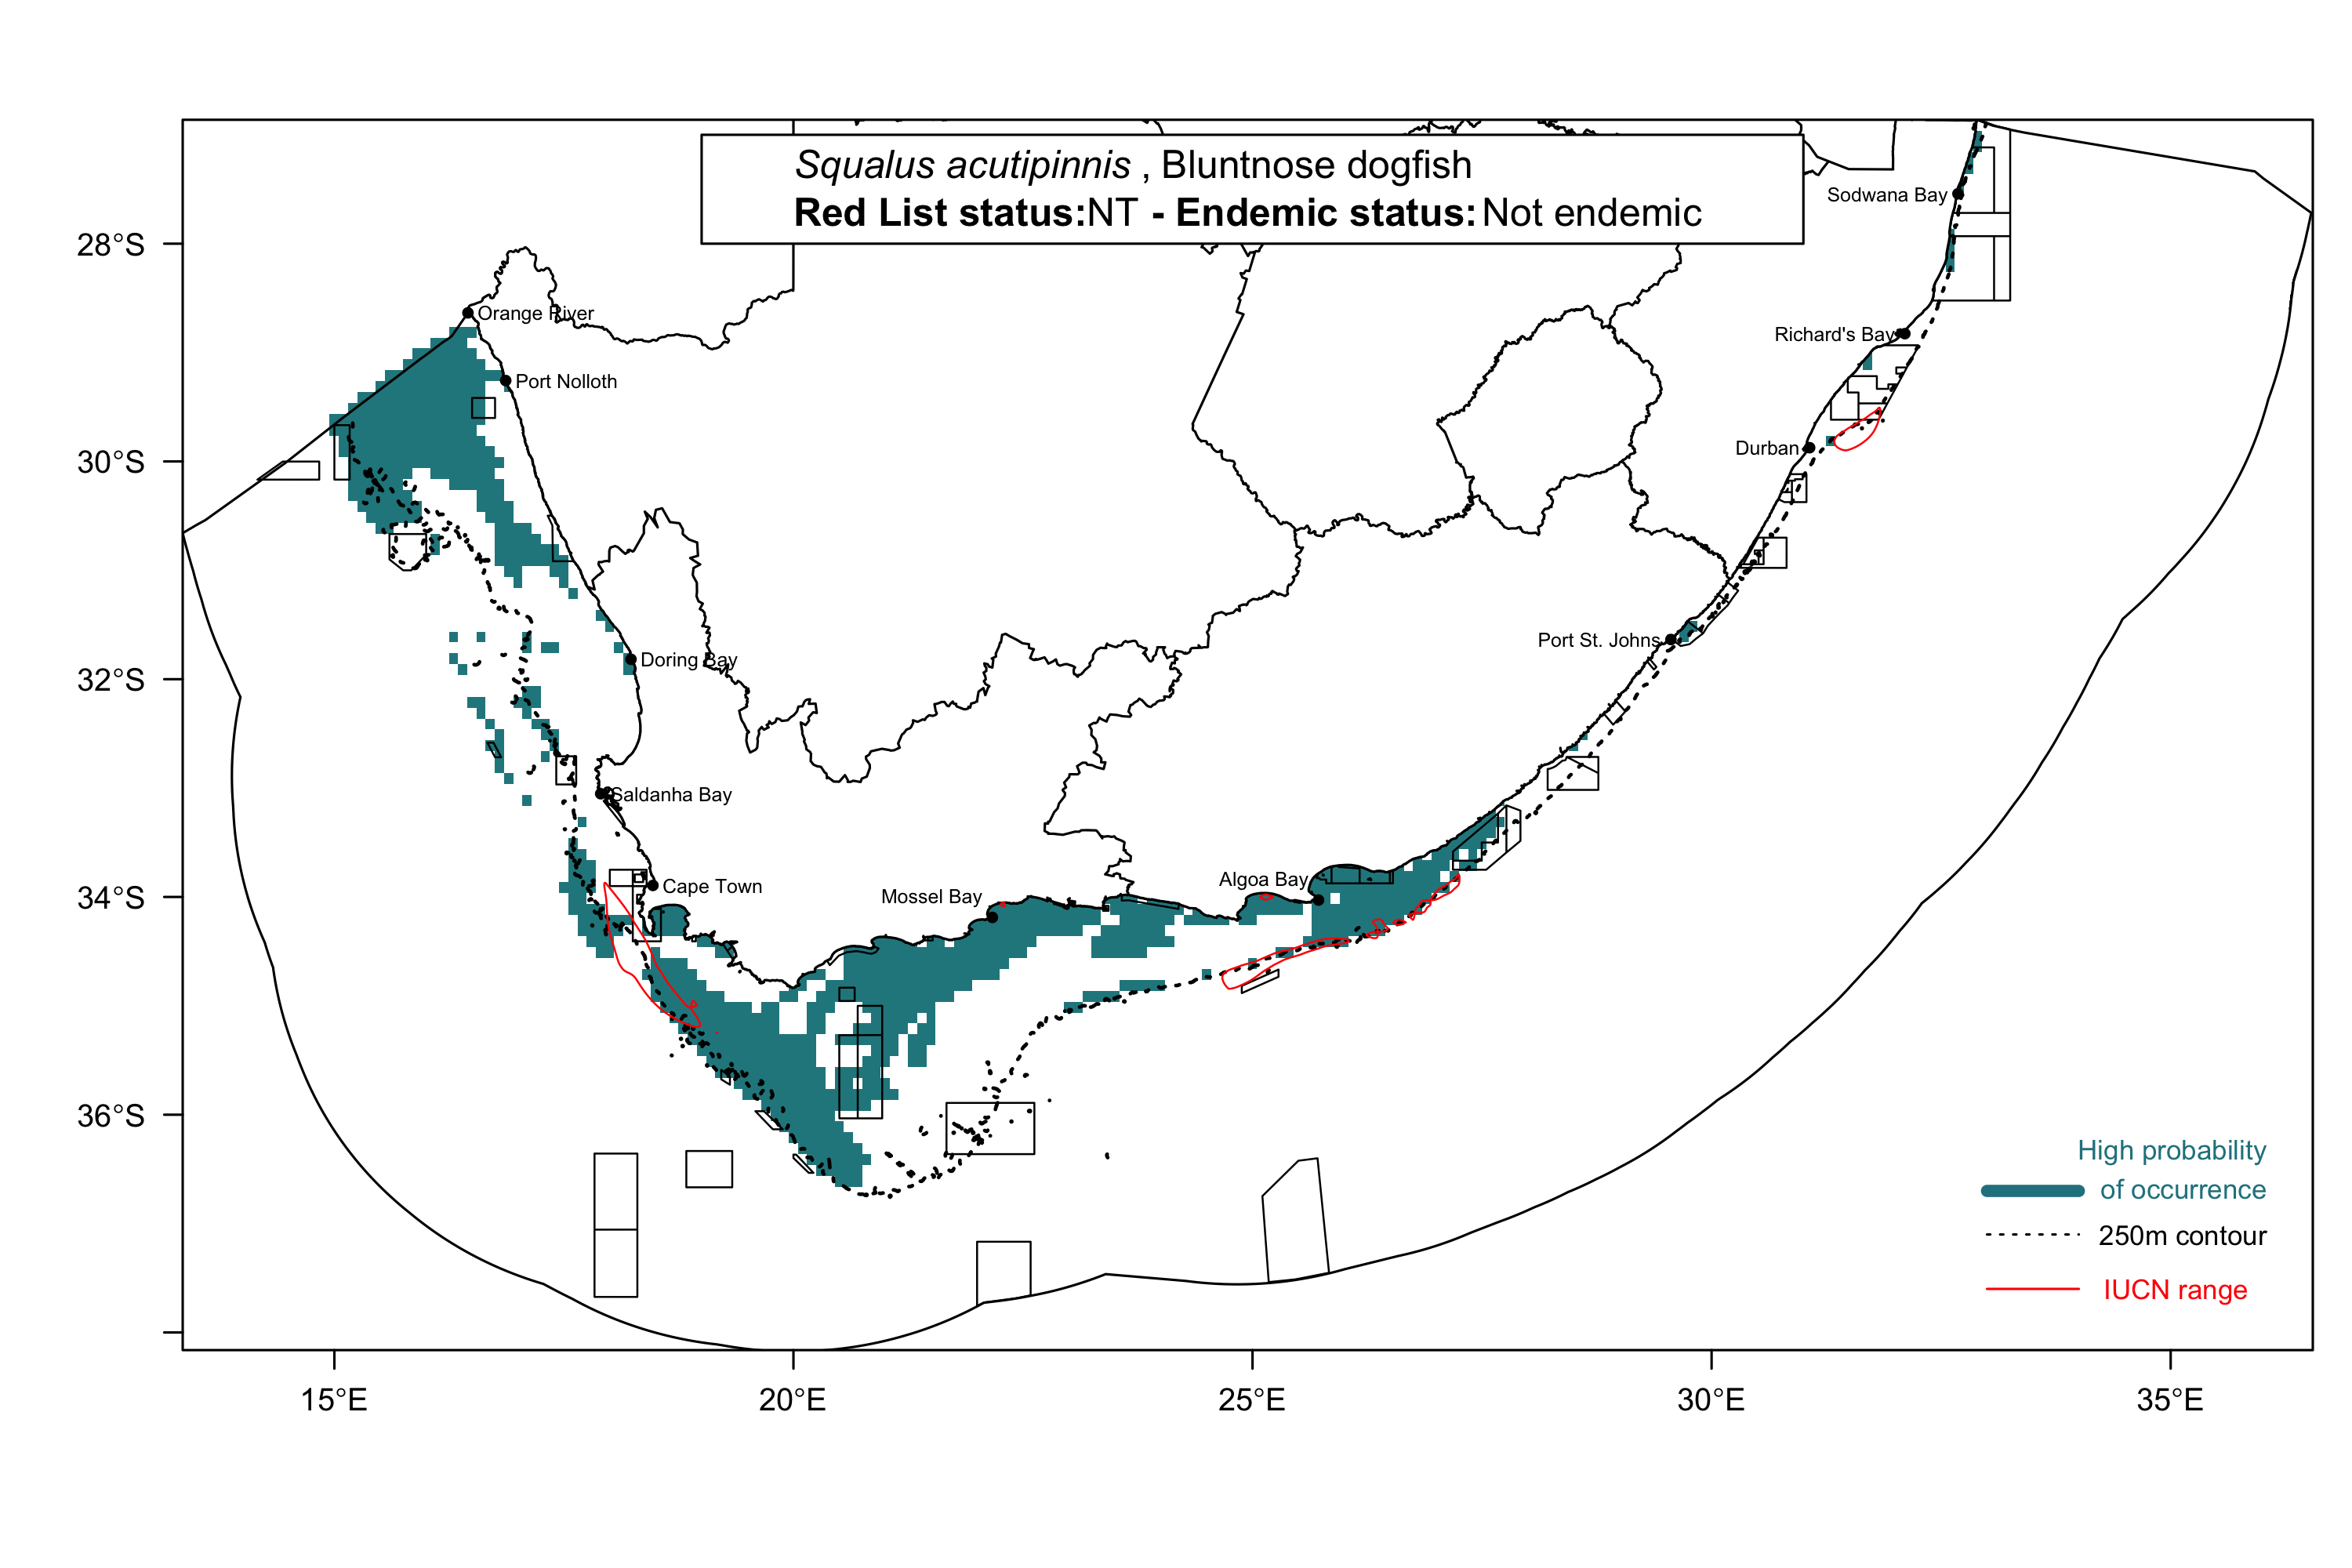 Squalus acutipinnis , Bluntnose dogfish
Red List status:NT - Endemic status: Not endemic
Sodwana Bay
28°S
Orange River
Richard's Bay
Port Nolloth
Durban
30°S
Port St. Johns
Doring Bay
32°S
Saldanha Bay
Algoa Bay
Cape Town
Mossel Bay
34°S
36°S
High probability
of occurrence
250m contour
IUCN range
15°E
20°E
25°E
30°E
35°E